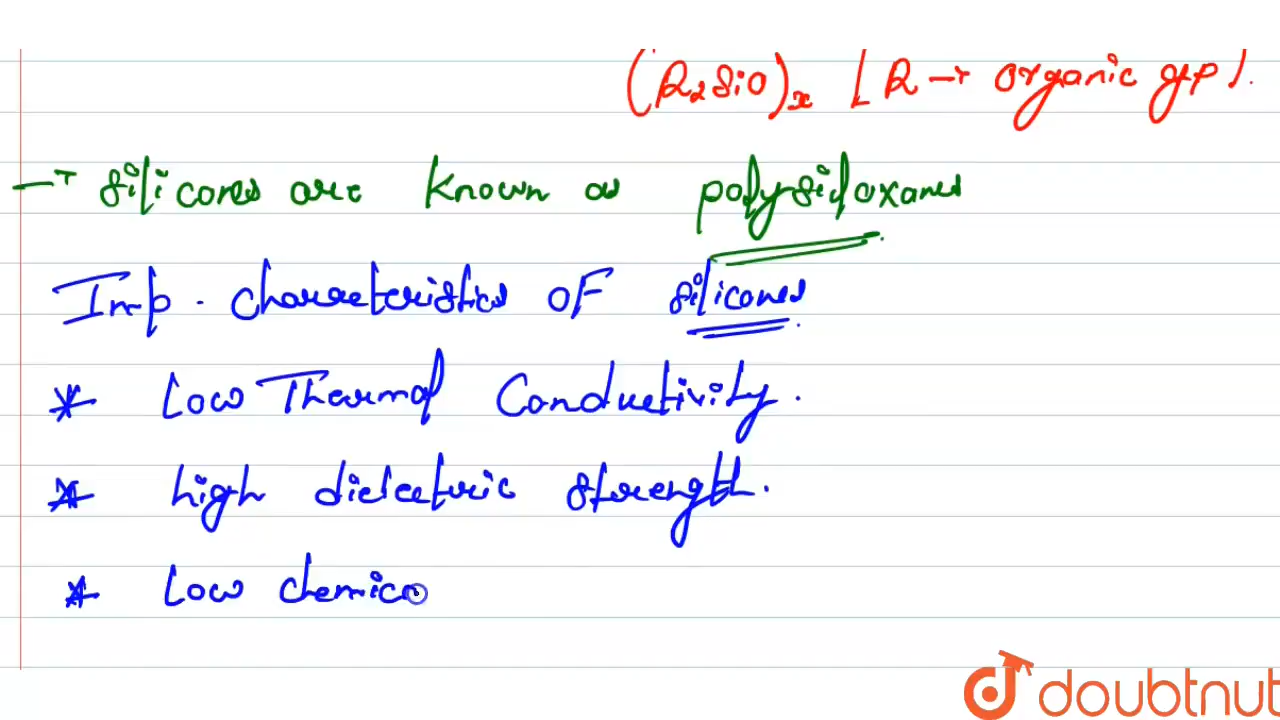 (R₂SiO)ₓ [R → organic grp].
→ silicones are known as polysiloxanes
Imp. characteristics of silicones
* Low Thermal Conductivity.
* high dielectric strength.
* Low chemica
doubtnut